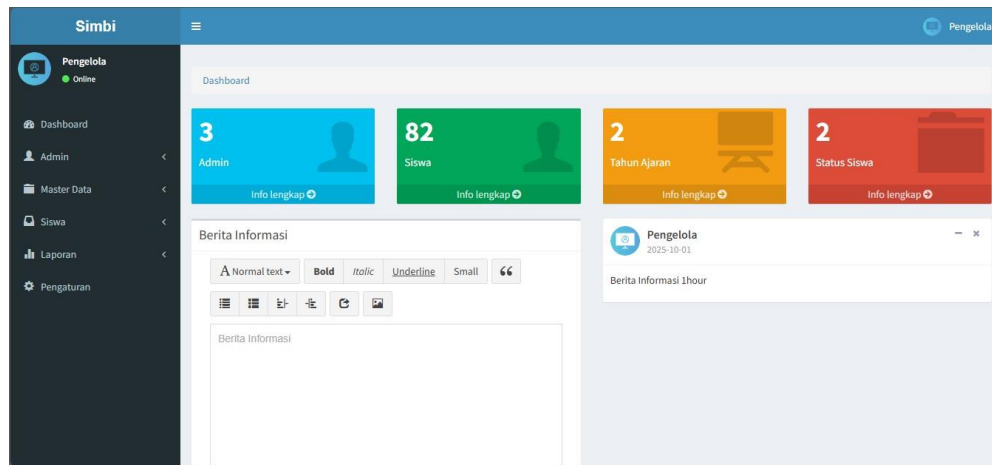 Simbi
Pengelola
Pengelola
Online
Dashboard
Admin
Master Data
Siswa
Laporan
Pengaturan
Dashboard
3
Admin
Info lengkap
82
Siswa
Info lengkap
2
Tahun Ajaran
Info lengkap
2
Status Siswa
Info lengkap
Berita Informasi
A Normal text Bold Italic Underline Small
Berita Informasi
Pengelola
2025-10-01
Berita Informasi 1hour